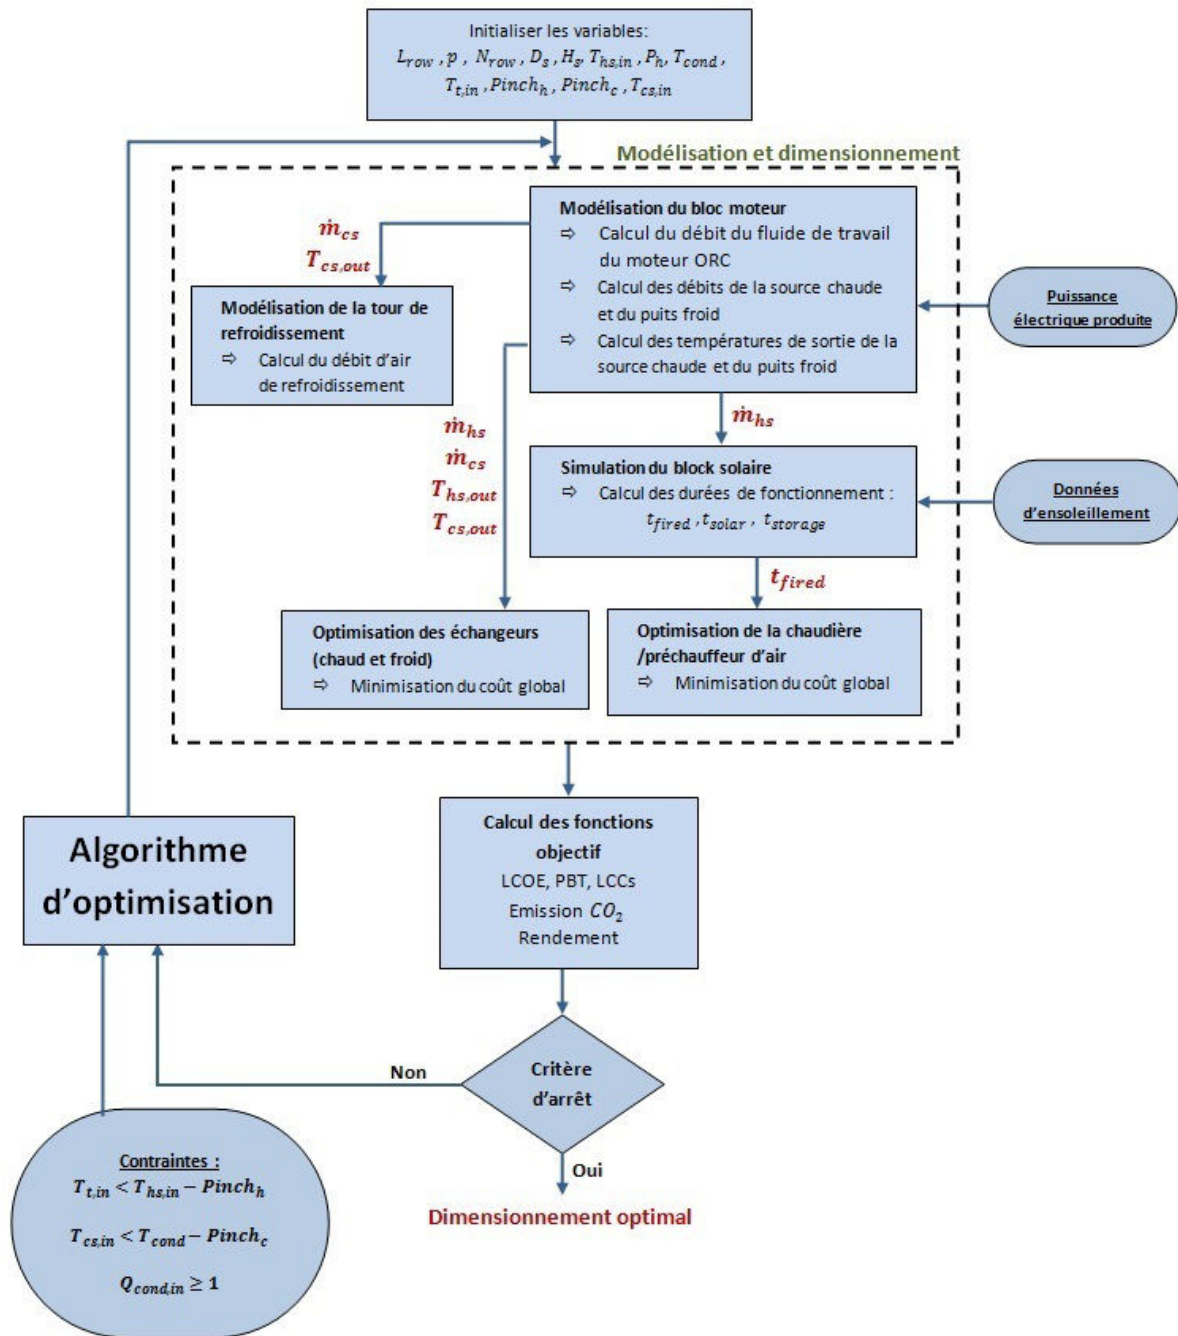 Initialiser les variables:
L_row , p , N_row, D_s , H_s, T_hs,in , P_h, T_cond ,
T_t,in , Pinch_h , Pinch_c , T_cs,in
Modélisation et dimensionnement
Modélisation du bloc moteur
⇨ Calcul du débit du fluide de travail
du moteur ORC
⇨ Calcul des débits de la source chaude
et du puits froid
⇨ Calcul des températures de sortie de la
source chaude et du puits froid
ṁ_cs
T_cs,out
Modélisation de la tour de
refroidissement
⇨ Calcul du débit d'air
de refroidissement
Puissance
électrique produite
ṁ_hs
ṁ_hs
ṁ_cs
T_hs,out
T_cs,out
Simulation du block solaire
⇨ Calcul des durées de fonctionnement :
t_fired , t_solar , t_storage
Données
d'ensoleillement
t_fired
Optimisation des échangeurs
(chaud et froid)
⇨ Minimisation du coût global
Optimisation de la chaudière
/préchauffeur d'air
⇨ Minimisation du coût global
Calcul des fonctions
objectif
LCOE, PBT, LCCs
Emission CO₂
Rendement
Algorithme
d'optimisation
Critère
d'arrêt
Non
Oui
Dimensionnement optimal
Contraintes :
T_t,in < T_hs,in − Pinch_h
T_cs,in < T_cond − Pinch_c
Q_cond,in ≥ 1